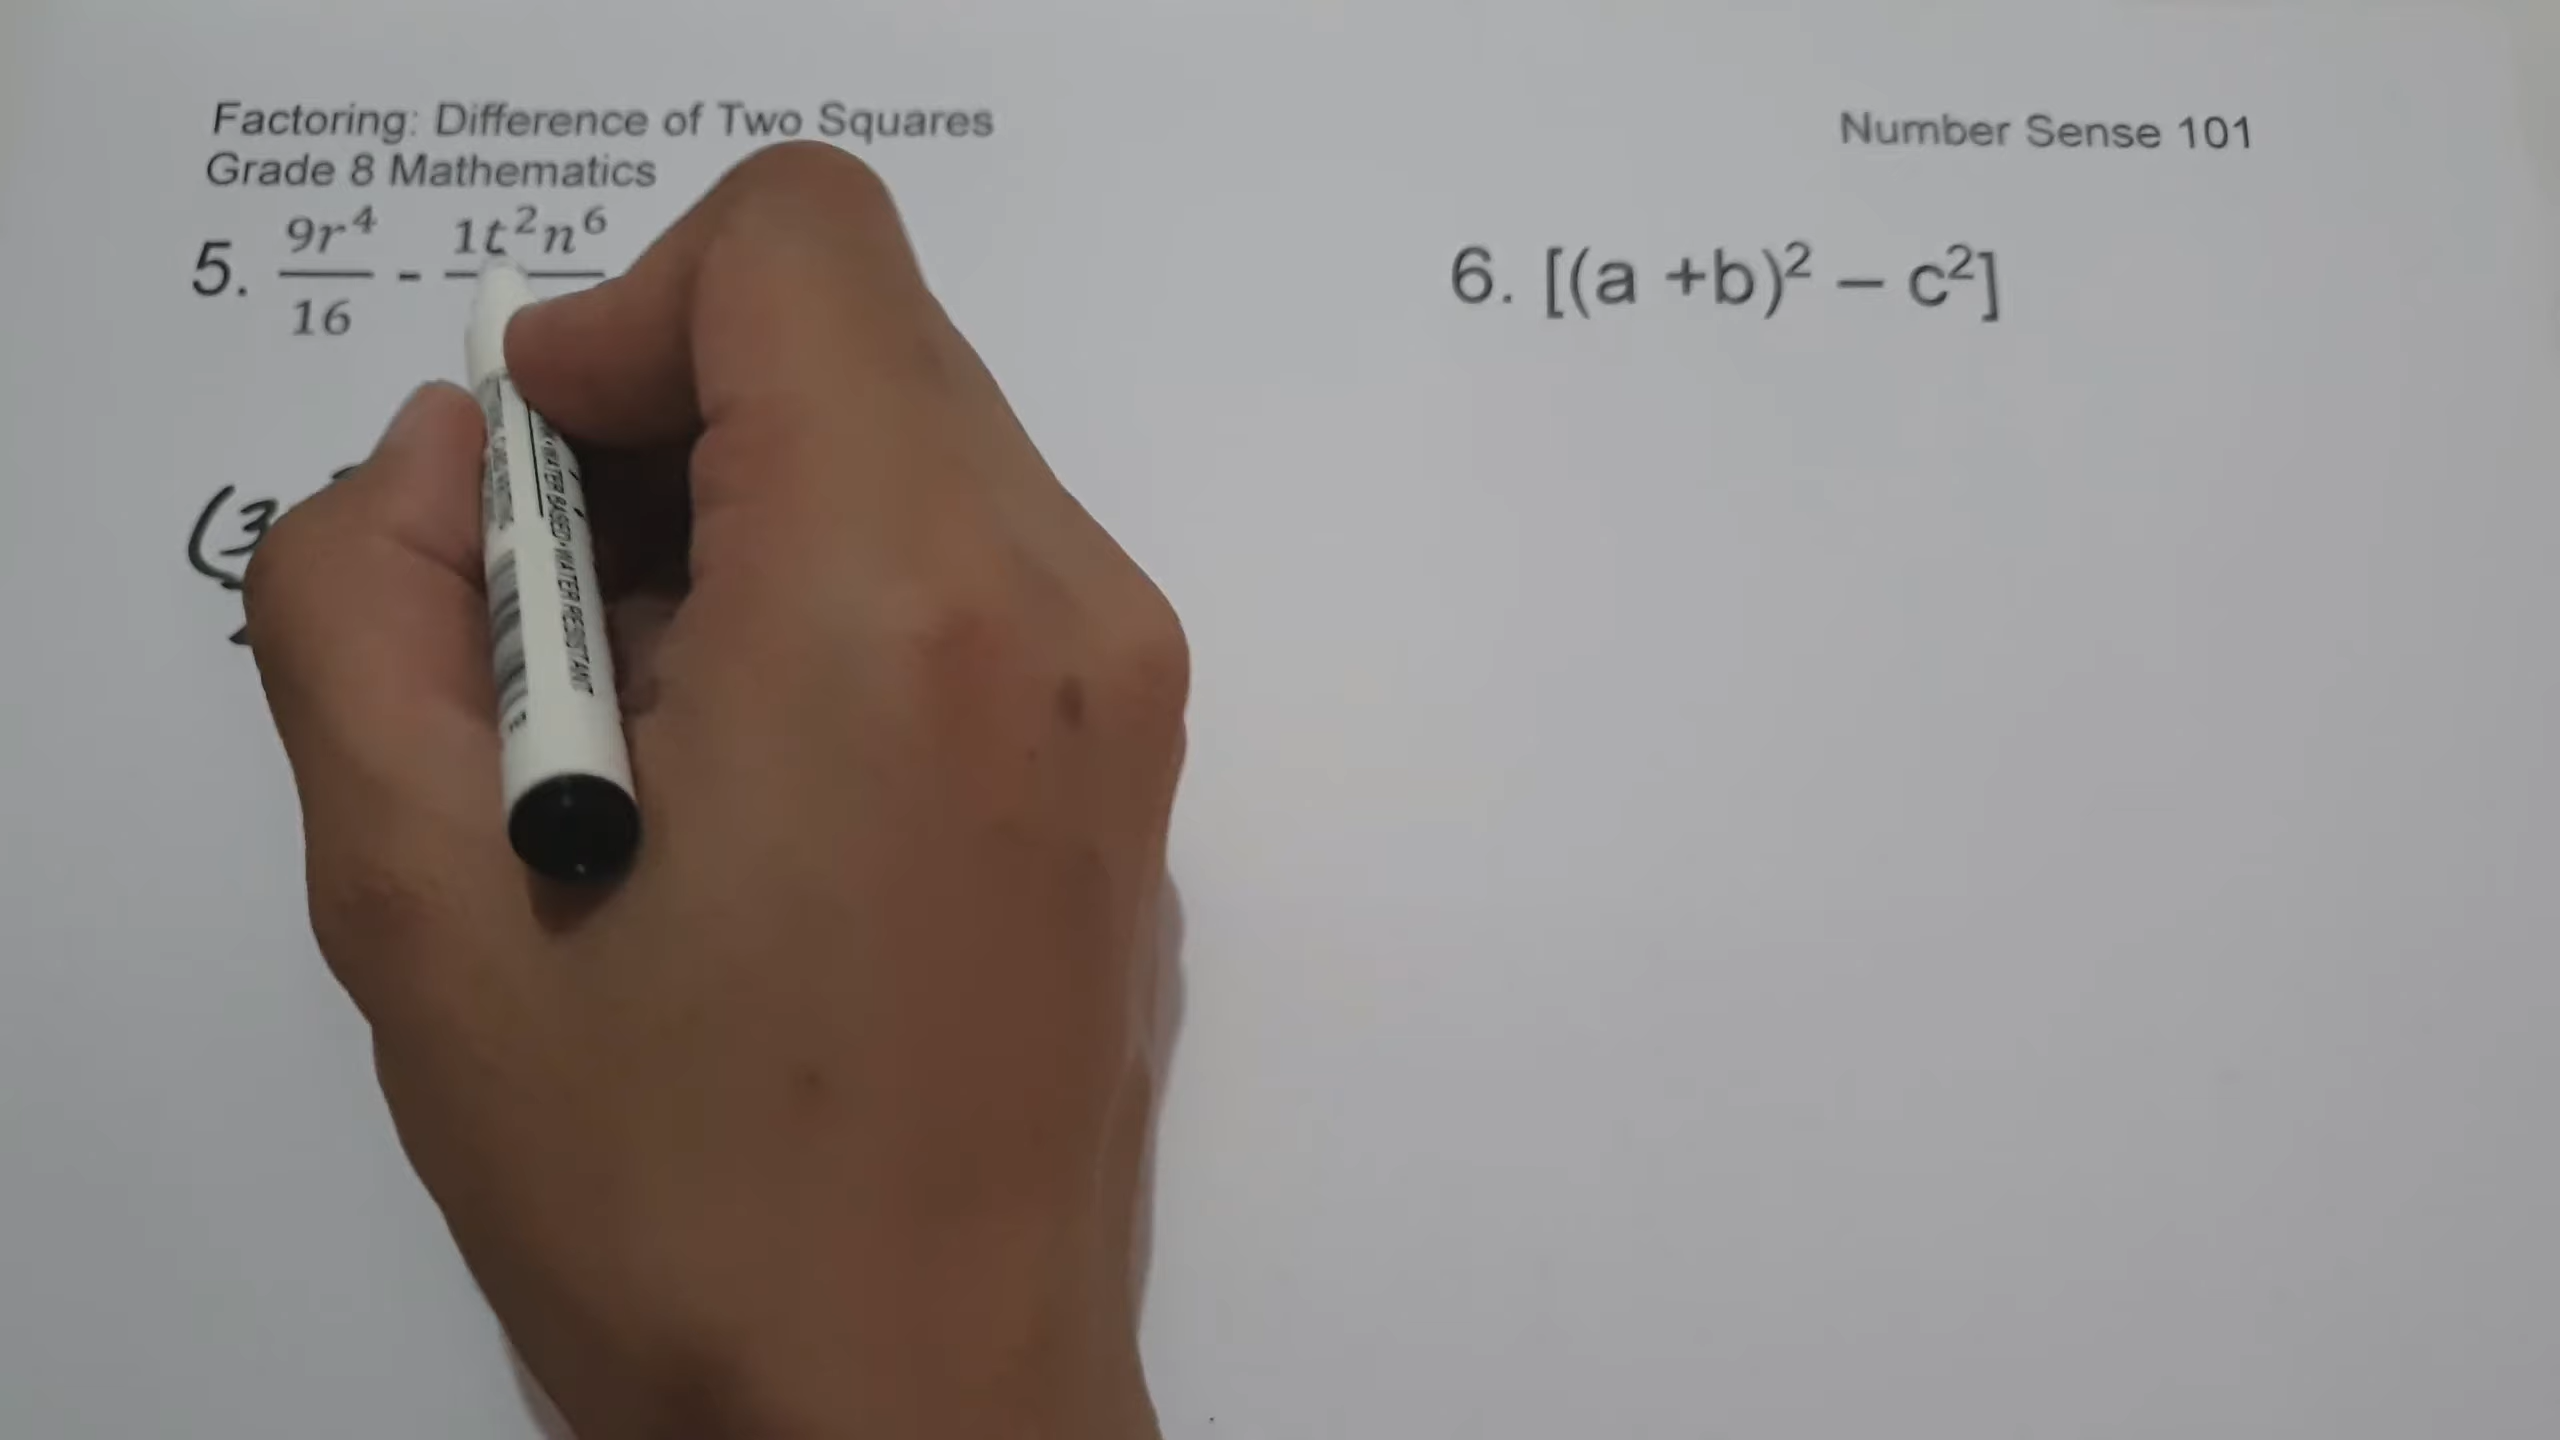 Factoring: Difference of Two Squares
Grade 8 Mathematics
Number Sense 101
5. 9r⁴/16 - 1t²n⁶
6. [(a +b)² – c²]
(3
WATER BASED • WATER RESISTANT